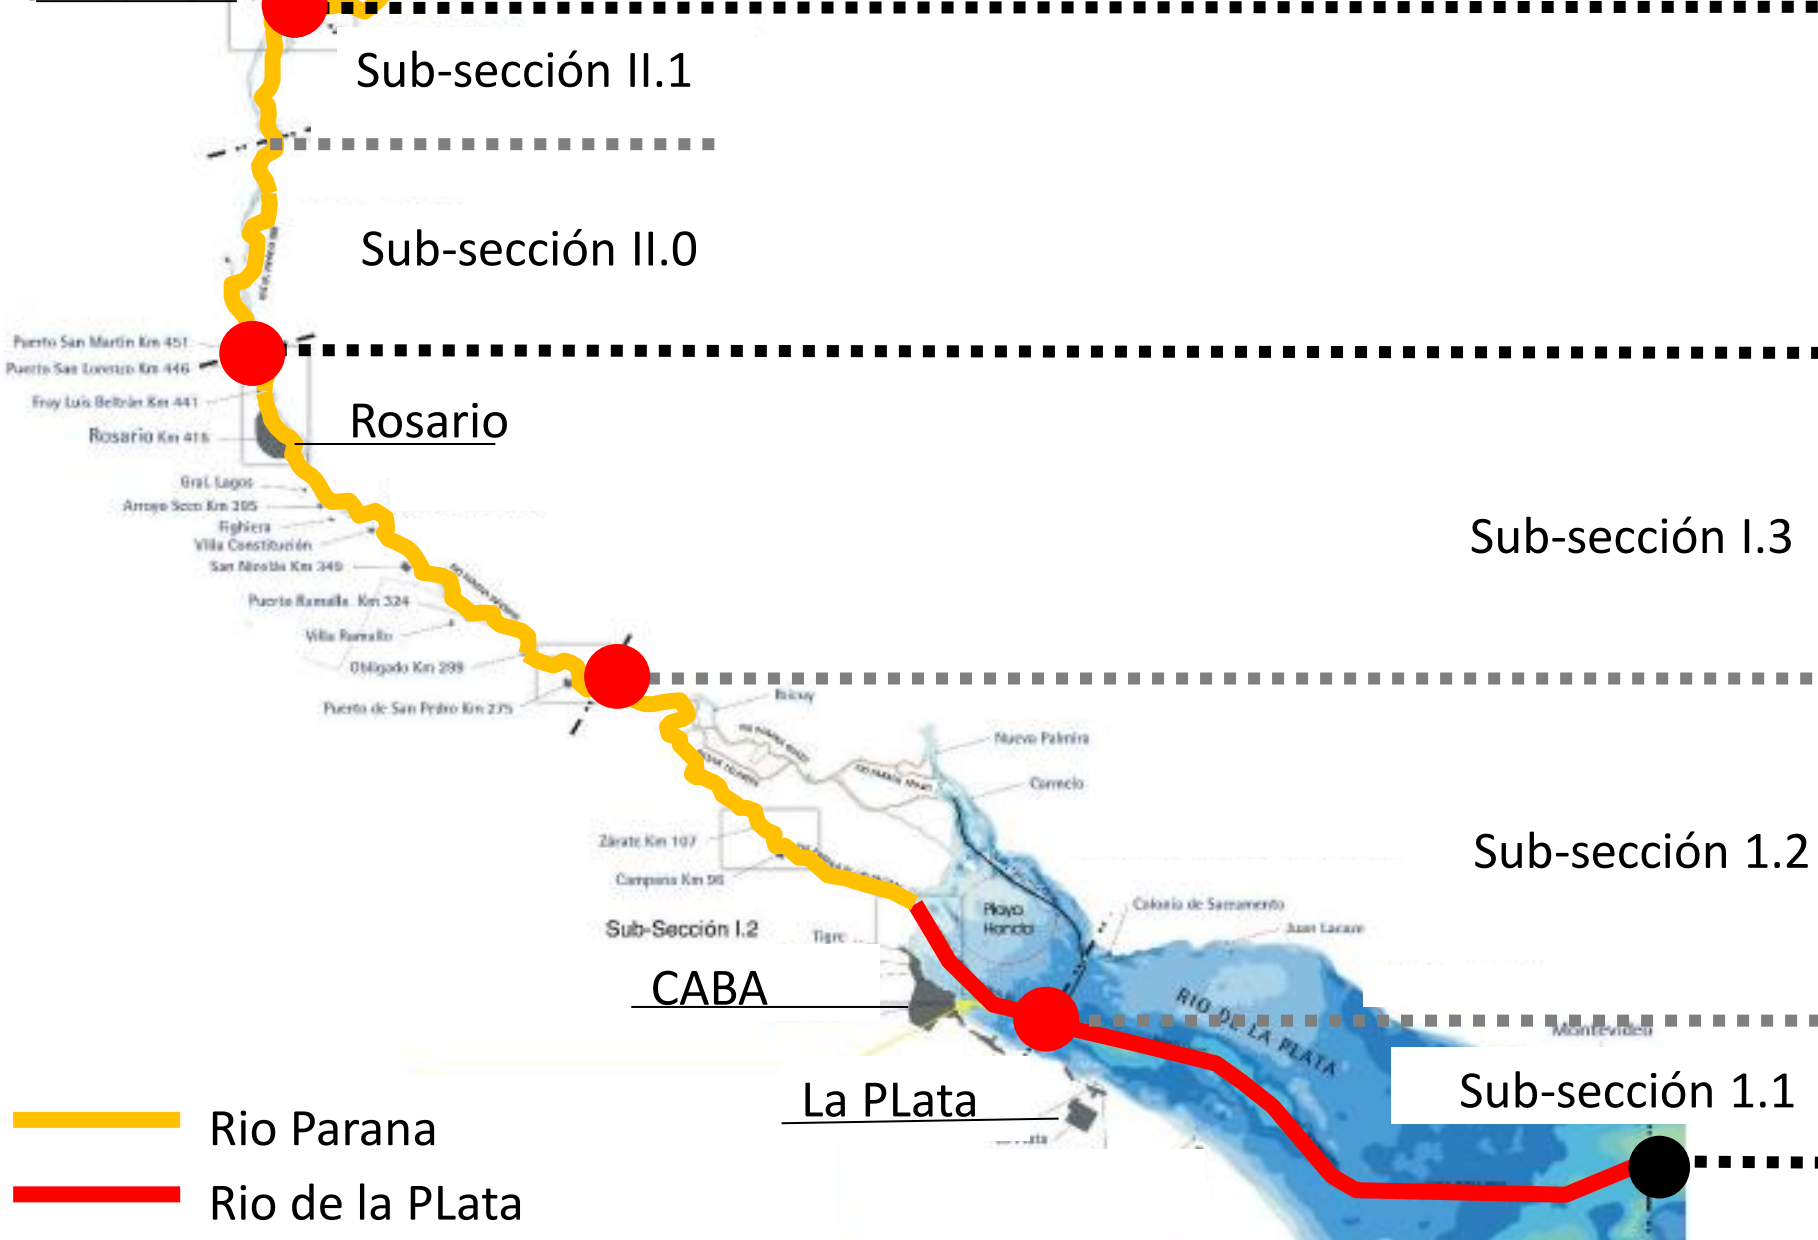 Sub-sección II.1
Sub-sección II.0
Puerto San Martín Km 451
Puerto San Lorenzo Km 446
Fray Luis Beltrán Km 441
Rosario
Rosario Km 416
Gral. Lagos
Arroyo Seco Km 395
Fighiera
Sub-sección I.3
Villa Constitución
San Nicolás Km 349
Puerto Ramallo Km 324
Villa Ramallo
Obligado Km 299
Ibicuy
Puerto de San Pedro Km 275
Nueva Palmira
Carmelo
Zárate Km 107
Sub-sección 1.2
Campana Km 96
Playa
Honda
Colonia de Sacramento
Juan Lacaze
Sub-Sección I.2
Tigre
CABA
RIO DE LA PLATA
Montevideo
La PLata
Sub-sección 1.1
Rio Parana
Rio de la PLata